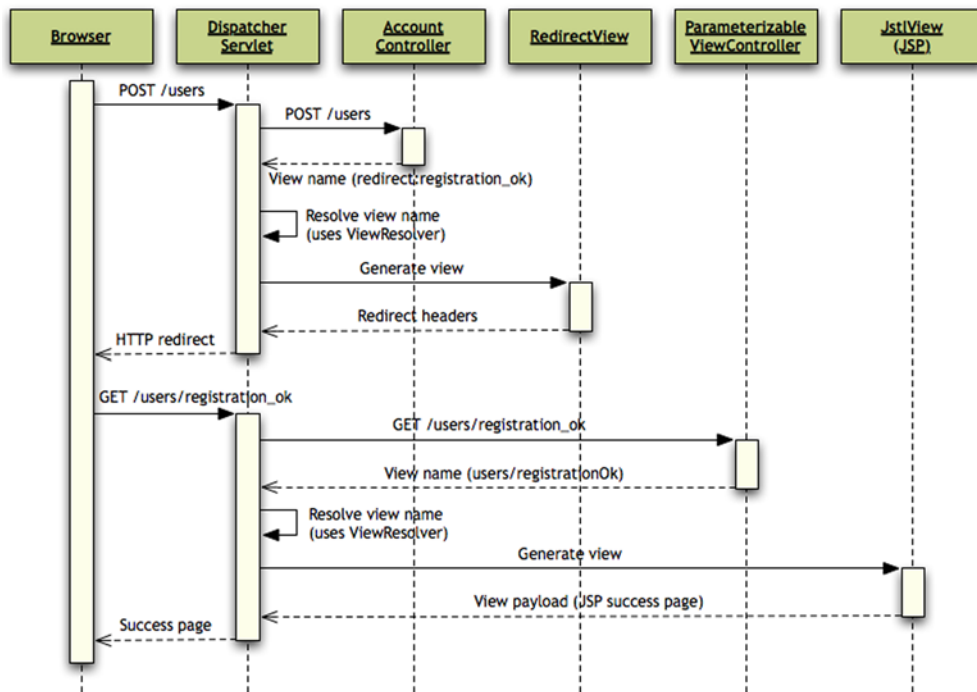 Browser
Dispatcher
Servlet
Account
Controller
RedirectView
Parameterizable
ViewController
JstlView
(JSP)
POST /users
POST /users
View name (redirect:registration_ok)
Resolve view name
(uses ViewResolver)
Generate view
Redirect headers
HTTP redirect
GET /users/registration_ok
GET /users/registration_ok
View name (users/registrationOk)
Resolve view name
(uses ViewResolver)
Generate view
View payload (JSP success page)
Success page